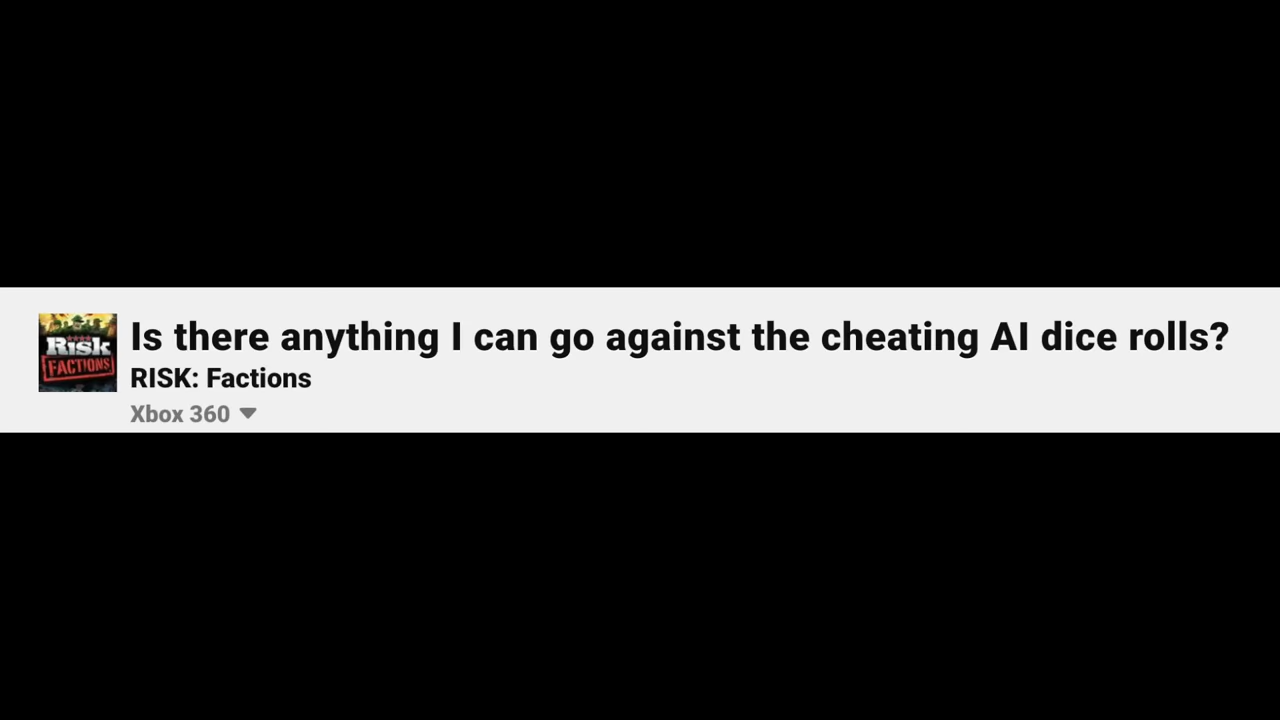 Is there anything I can go against the cheating AI dice rolls?
RISK: Factions
Xbox 360
RISK
FACTIONS